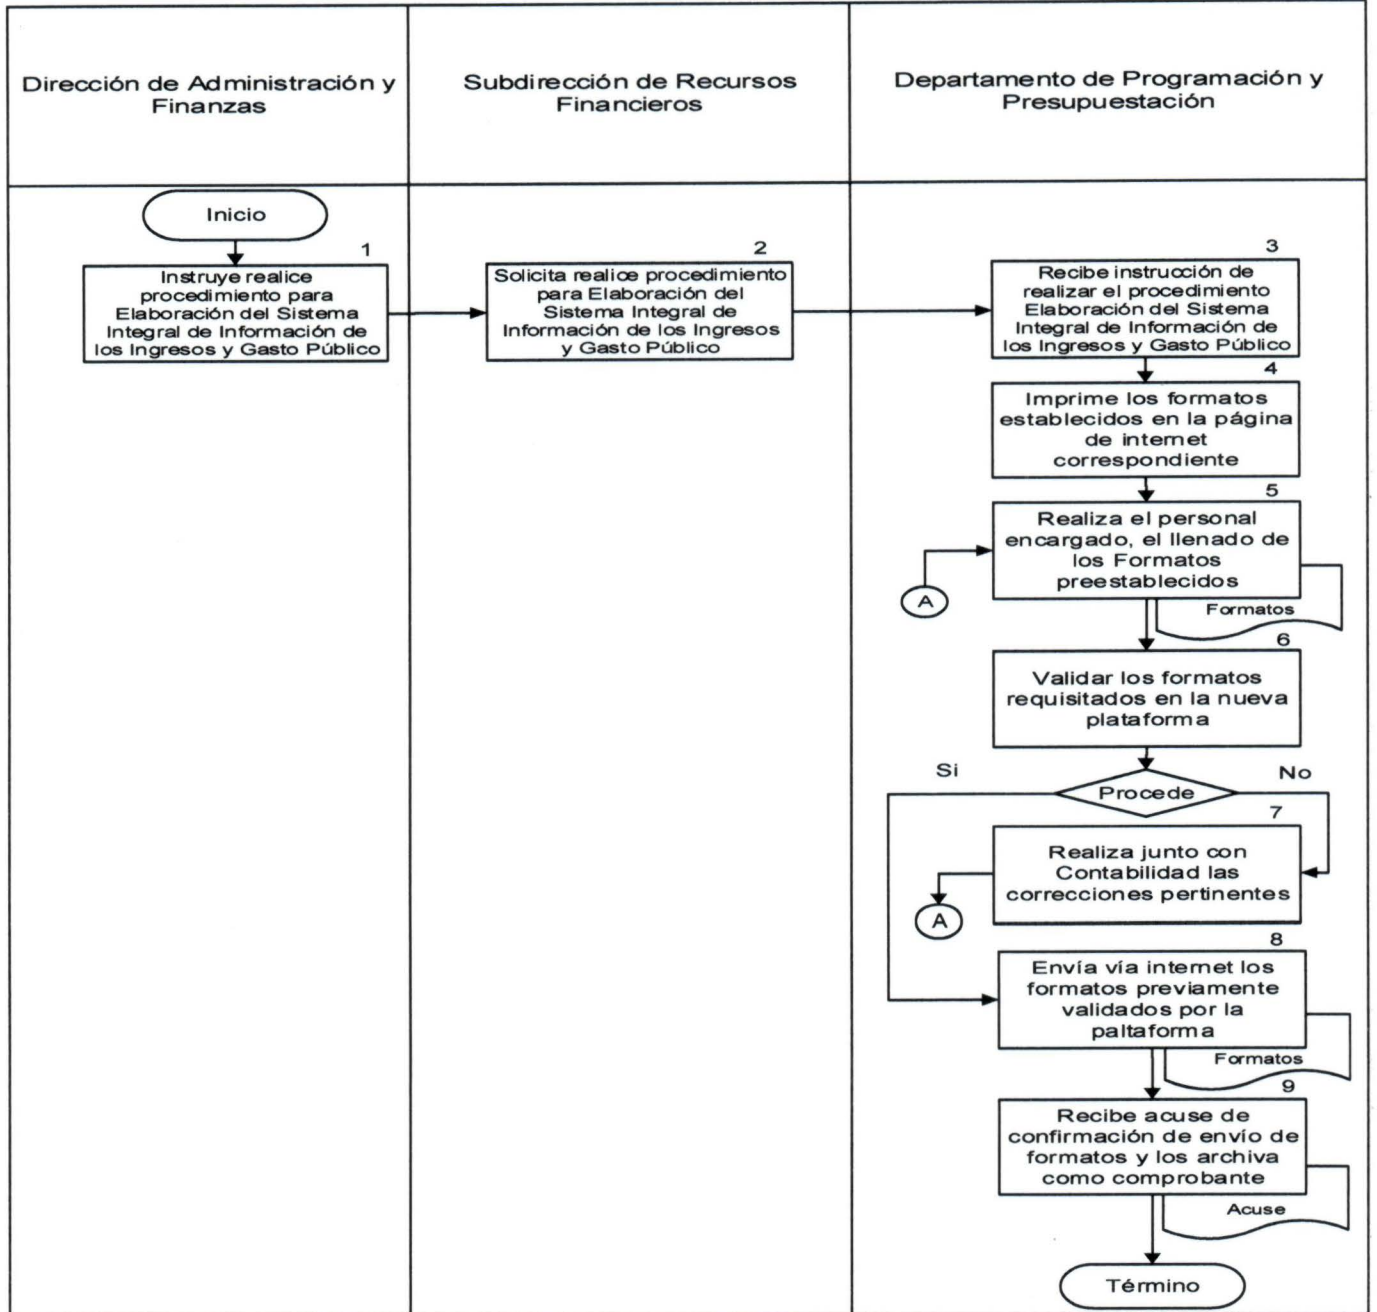 Dirección de Administración y
Finanzas
Subdirección de Recursos
Financieros
Departamento de Programación y
Presupuestación
Inicio
1
Instruye realice
procedimiento para
Elaboración del Sistema
Integral de Información de
los Ingresos y Gasto Público
2
Solicita realice procedimiento
para Elaboración del
Sistema Integral de
Información de los Ingresos
y Gasto Público
3
Recibe instrucción de
realizar el procedimiento
Elaboración del Sistema
Integral de Información de
los Ingresos y Gasto Público
4
Imprime los formatos
establecidos en la página
de internet
correspondiente
5
Realiza el personal
encargado, el llenado de
los Formatos
preestablecidos
A
Formatos
6
Validar los formatos
requisitados en la nueva
plataforma
Si
Procede
No
7
Realiza junto con
Contabilidad las
correcciones pertinentes
A
8
Envía vía internet los
formatos previamente
validados por la
paltaforma
Formatos
9
Recibe acuse de
confirmación de envío de
formatos y los archiva
como comprobante
Acuse
Término